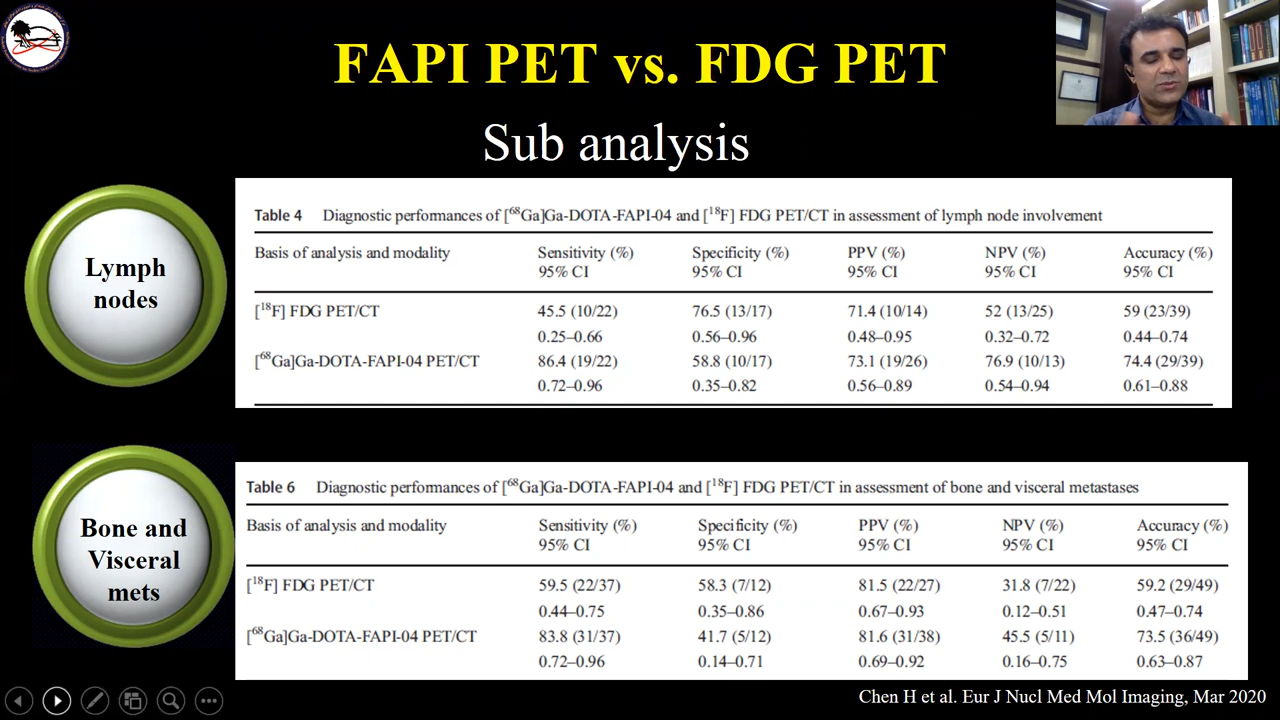 FAPI PET vs. FDG PET
Sub analysis
Lymph
nodes
Table 4 Diagnostic performances of [68Ga]Ga-DOTA-FAPI-04 and [18F] FDG PET/CT in assessment of lymph node involvement
Basis of analysis and modality Sensitivity (%) Specificity (%) PPV (%) NPV (%) Accuracy (%)
95% CI 95% CI 95% CI 95% CI 95% CI
[18F] FDG PET/CT 45.5 (10/22) 76.5 (13/17) 71.4 (10/14) 52 (13/25) 59 (23/39)
0.25–0.66 0.56–0.96 0.48–0.95 0.32–0.72 0.44–0.74
[68Ga]Ga-DOTA-FAPI-04 PET/CT 86.4 (19/22) 58.8 (10/17) 73.1 (19/26) 76.9 (10/13) 74.4 (29/39)
0.72–0.96 0.35–0.82 0.56–0.89 0.54–0.94 0.61–0.88
Bone and
Visceral
mets
Table 6 Diagnostic performances of [68Ga]Ga-DOTA-FAPI-04 and [18F] FDG PET/CT in assessment of bone and visceral metastases
Basis of analysis and modality Sensitivity (%) Specificity (%) PPV (%) NPV (%) Accuracy (%)
95% CI 95% CI 95% CI 95% CI 95% CI
[18F] FDG PET/CT 59.5 (22/37) 58.3 (7/12) 81.5 (22/27) 31.8 (7/22) 59.2 (29/49)
0.44–0.75 0.35–0.86 0.67–0.93 0.12–0.51 0.47–0.74
[68Ga]Ga-DOTA-FAPI-04 PET/CT 83.8 (31/37) 41.7 (5/12) 81.6 (31/38) 45.5 (5/11) 73.5 (36/49)
0.72–0.96 0.14–0.71 0.69–0.92 0.16–0.75 0.63–0.87
Chen H et al. Eur J Nucl Med Mol Imaging, Mar 2020